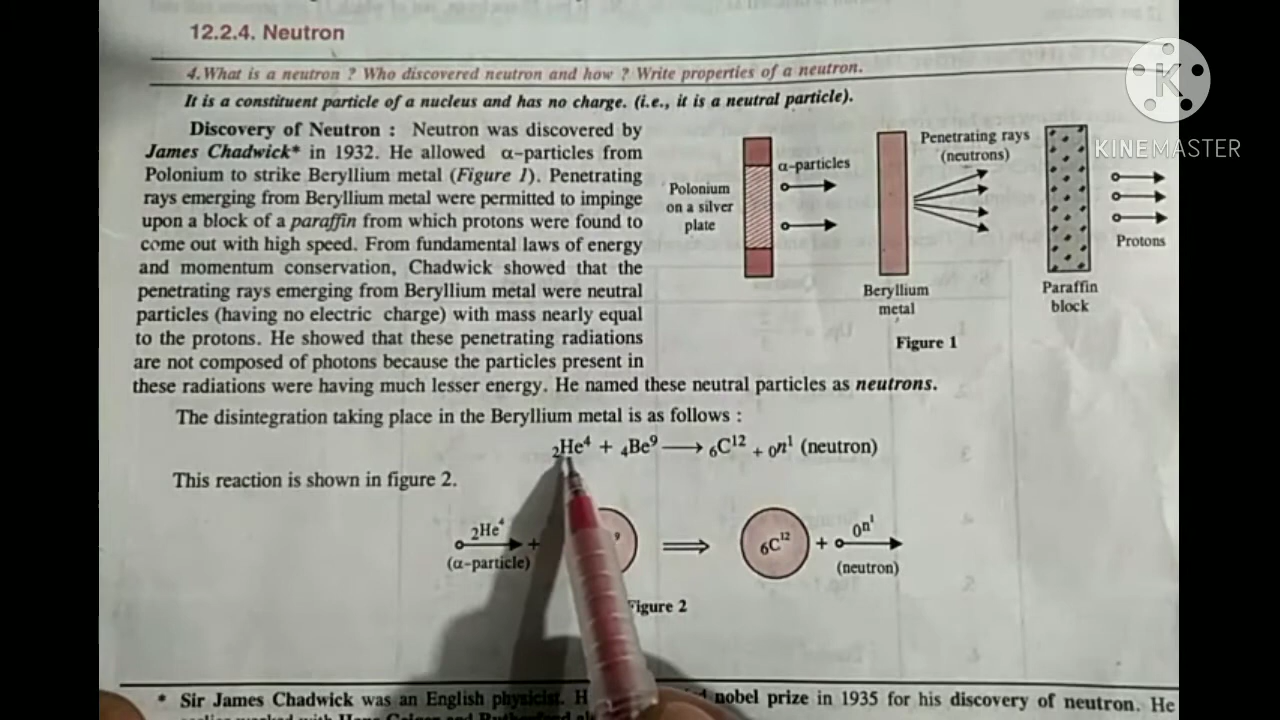 12.2.4. Neutron
4. What is a neutron ? Who discovered neutron and how ? Write properties of a neutron.
It is a constituent particle of a nucleus and has no charge. (i.e., it is a neutral particle).
Discovery of Neutron : Neutron was discovered by
James Chadwick* in 1932. He allowed α-particles from
Polonium to strike Beryllium metal (Figure 1). Penetrating
rays emerging from Beryllium metal were permitted to impinge
upon a block of a paraffin from which protons were found to
come out with high speed. From fundamental laws of energy
and momentum conservation, Chadwick showed that the
penetrating rays emerging from Beryllium metal were neutral
particles (having no electric charge) with mass nearly equal
to the protons. He showed that these penetrating radiations
are not composed of photons because the particles present in
these radiations were having much lesser energy. He named these neutral particles as neutrons.
Polonium
on a silver
plate
α-particles
Beryllium
metal
Penetrating rays
(neutrons)
Paraffin
block
Protons
Figure 1
KINEMASTER
K
The disintegration taking place in the Beryllium metal is as follows :
₂He⁴ + ₄Be⁹ ⟶ ₆C¹² + ₀n¹ (neutron)
This reaction is shown in figure 2.
₂He⁴
(α-particle)
+
⁹
⟹
₆C¹²
+
₀n¹
(neutron)
Figure 2
* Sir James Chadwick was an English physicist. nobel prize in 1935 for his discovery of neutron. He